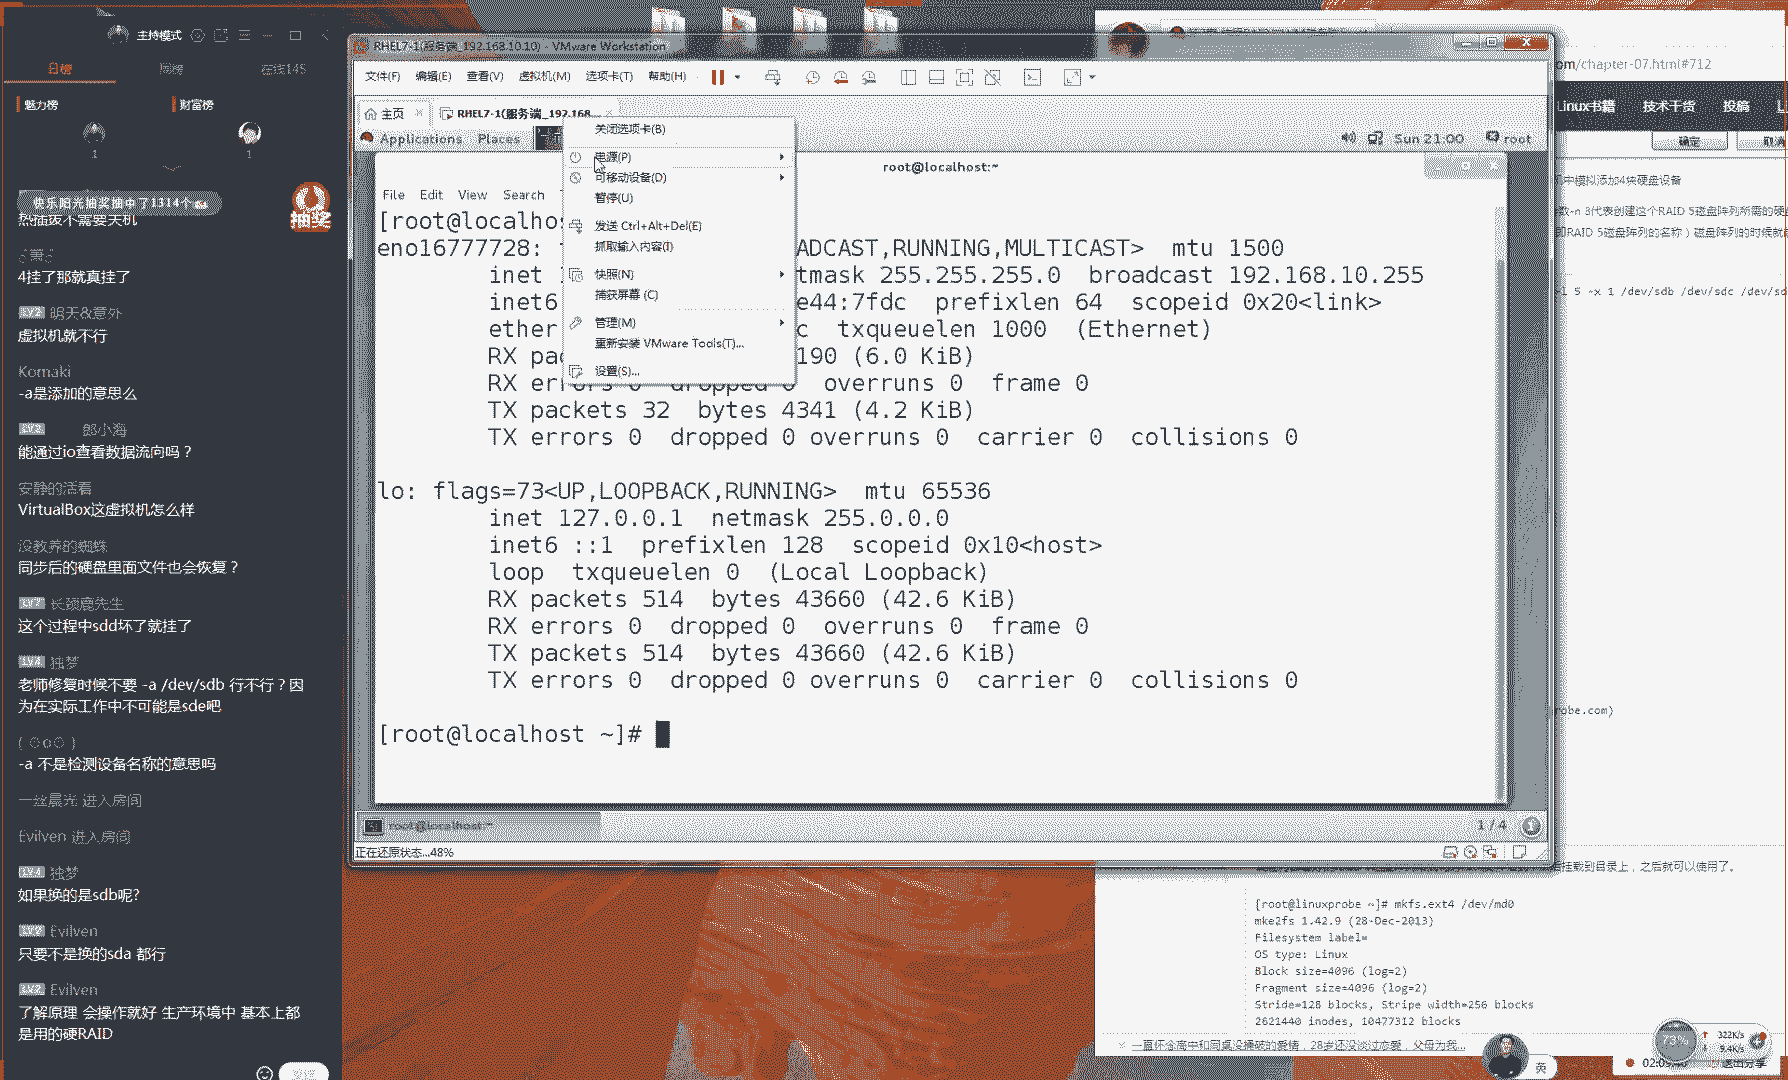 主持模式
日榜
周榜
在线145
魅力榜
财富榜
1
1
快乐阳光抽奖抽中了1314个
热插拔不需要关机
抽奖
4挂了那就真挂了
明天&意外
虚拟机就不行
Komaki
-a是添加的意思么
郎小海
能通过io查看数据流向吗？
安静的活着
VirtualBox这虚拟机怎么样
没教养的蜘蛛
同步后的硬盘里面文件也会恢复？
长颈鹿先生
这个过程中sdd坏了就挂了
LV.4 独梦
老师修复时候不要 -a /dev/sdb 行不行？因
为在实际工作中不可能是sde吧
-a 不是检测设备名称的意思吗
一丝晨光 进入房间
Evilven 进入房间
LV.4 独梦
如果换的是sdb呢?
LV.2 Evilven
只要不是换的sda 都行
LV.2 Evilven
了解原理 会操作就好 生产环境中 基本上都
是用的硬RAID
RHEL7-1(服务端_192.168.10.10) - VMware Workstation
文件(F) 编辑(E) 查看(V) 虚拟机(M) 选项卡(T) 帮助(H)
主页
RHEL7-1(服务端_192.168...
Applications Places
Sun 21:00
root
root@localhost:~
File Edit View Search
关闭选项卡(B)
电源(P)
可移动设备(D)
暂停(U)
发送 Ctrl+Alt+Del(E)
抓取输入内容(I)
快照(N)
捕获屏幕 (C)
管理(M)
重新安装 VMware Tools(T)...
设置(S)...
[root@localho
eno16777728: ADCAST,RUNNING,MULTICAST> mtu 1500
inet tmask 255.255.255.0 broadcast 192.168.10.255
inet6 e44:7fdc prefixlen 64 scopeid 0x20<link>
ether c txqueuelen 1000 (Ethernet)
RX pac 190 (6.0 KiB)
RX errors 0 dropped 0 overruns 0 frame 0
TX packets 32 bytes 4341 (4.2 KiB)
TX errors 0 dropped 0 overruns 0 carrier 0 collisions 0
lo: flags=73<UP,LOOPBACK,RUNNING> mtu 65536
inet 127.0.0.1 netmask 255.0.0.0
inet6 ::1 prefixlen 128 scopeid 0x10<host>
loop txqueuelen 0 (Local Loopback)
RX packets 514 bytes 43660 (42.6 KiB)
RX errors 0 dropped 0 overruns 0 frame 0
TX packets 514 bytes 43660 (42.6 KiB)
TX errors 0 dropped 0 overruns 0 carrier 0 collisions 0
[root@localhost ~]#
root@localhost:~
1 / 4
正在还原状态...48%
om/chapter-07.html#712
Linux书籍 技术干货 投稿
确定
取消
机中模拟添加4块硬盘设备
数-n 3代表创建这个RAID 5磁盘阵列所需的硬盘
即RAID 5磁盘阵列的名称）磁盘阵列的时候就
-l 5 -x 1 /dev/sdb /dev/sdc /dev/sd
robe.com)
挂载到目录上，之后就可以使用了。
[root@linuxprobe ~]# mkfs.ext4 /dev/md0
mke2fs 1.42.9 (28-Dec-2013)
Filesystem label=
OS type: Linux
Block size=4096 (log=2)
Fragment size=4096 (log=2)
Stride=128 blocks, Stripe width=256 blocks
2621440 inodes, 10477312 blocks
73%
322K/s
9.4K/s
英